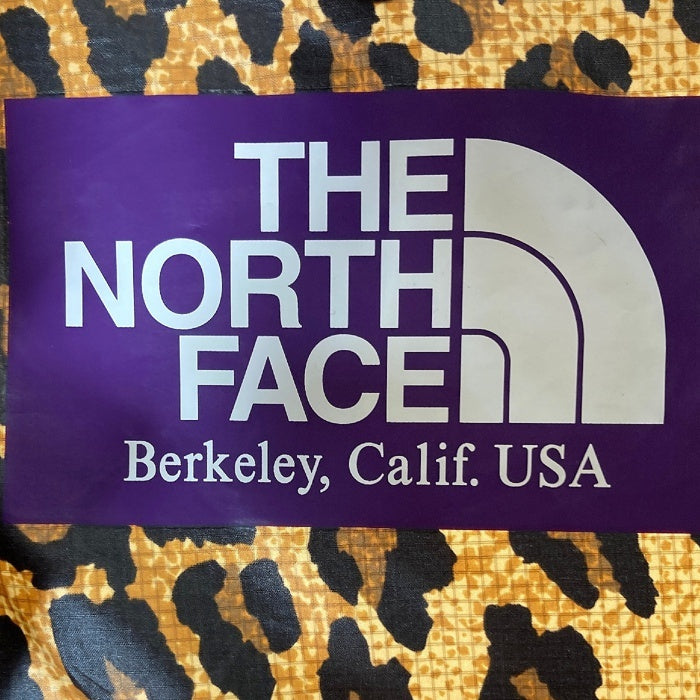 THE
NORTH
FACE
Berkeley, Calif. USA